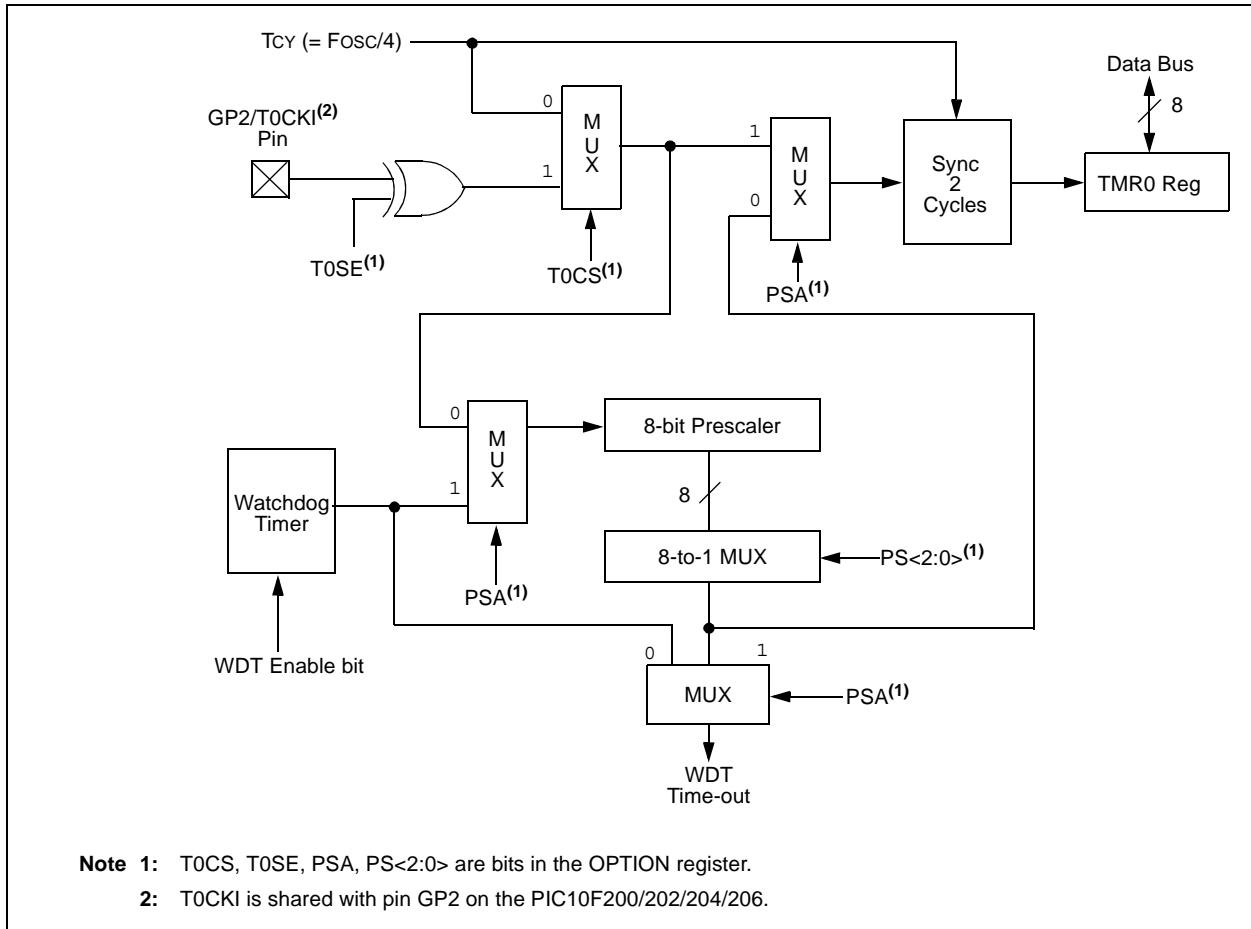 TCY (= FOSC/4)
Data Bus
8
GP2/T0CKI(2)
Pin
0
1
MUX
T0CS(1)
T0SE(1)
1
0
MUX
PSA(1)
Sync
2
Cycles
TMR0 Reg
0
1
MUX
PSA(1)
8-bit Prescaler
8
8-to-1 MUX
PS<2:0>(1)
Watchdog
Timer
WDT Enable bit
0
1
MUX
PSA(1)
WDT
Time-out
Note 1: T0CS, T0SE, PSA, PS<2:0> are bits in the OPTION register.
2: T0CKI is shared with pin GP2 on the PIC10F200/202/204/206.